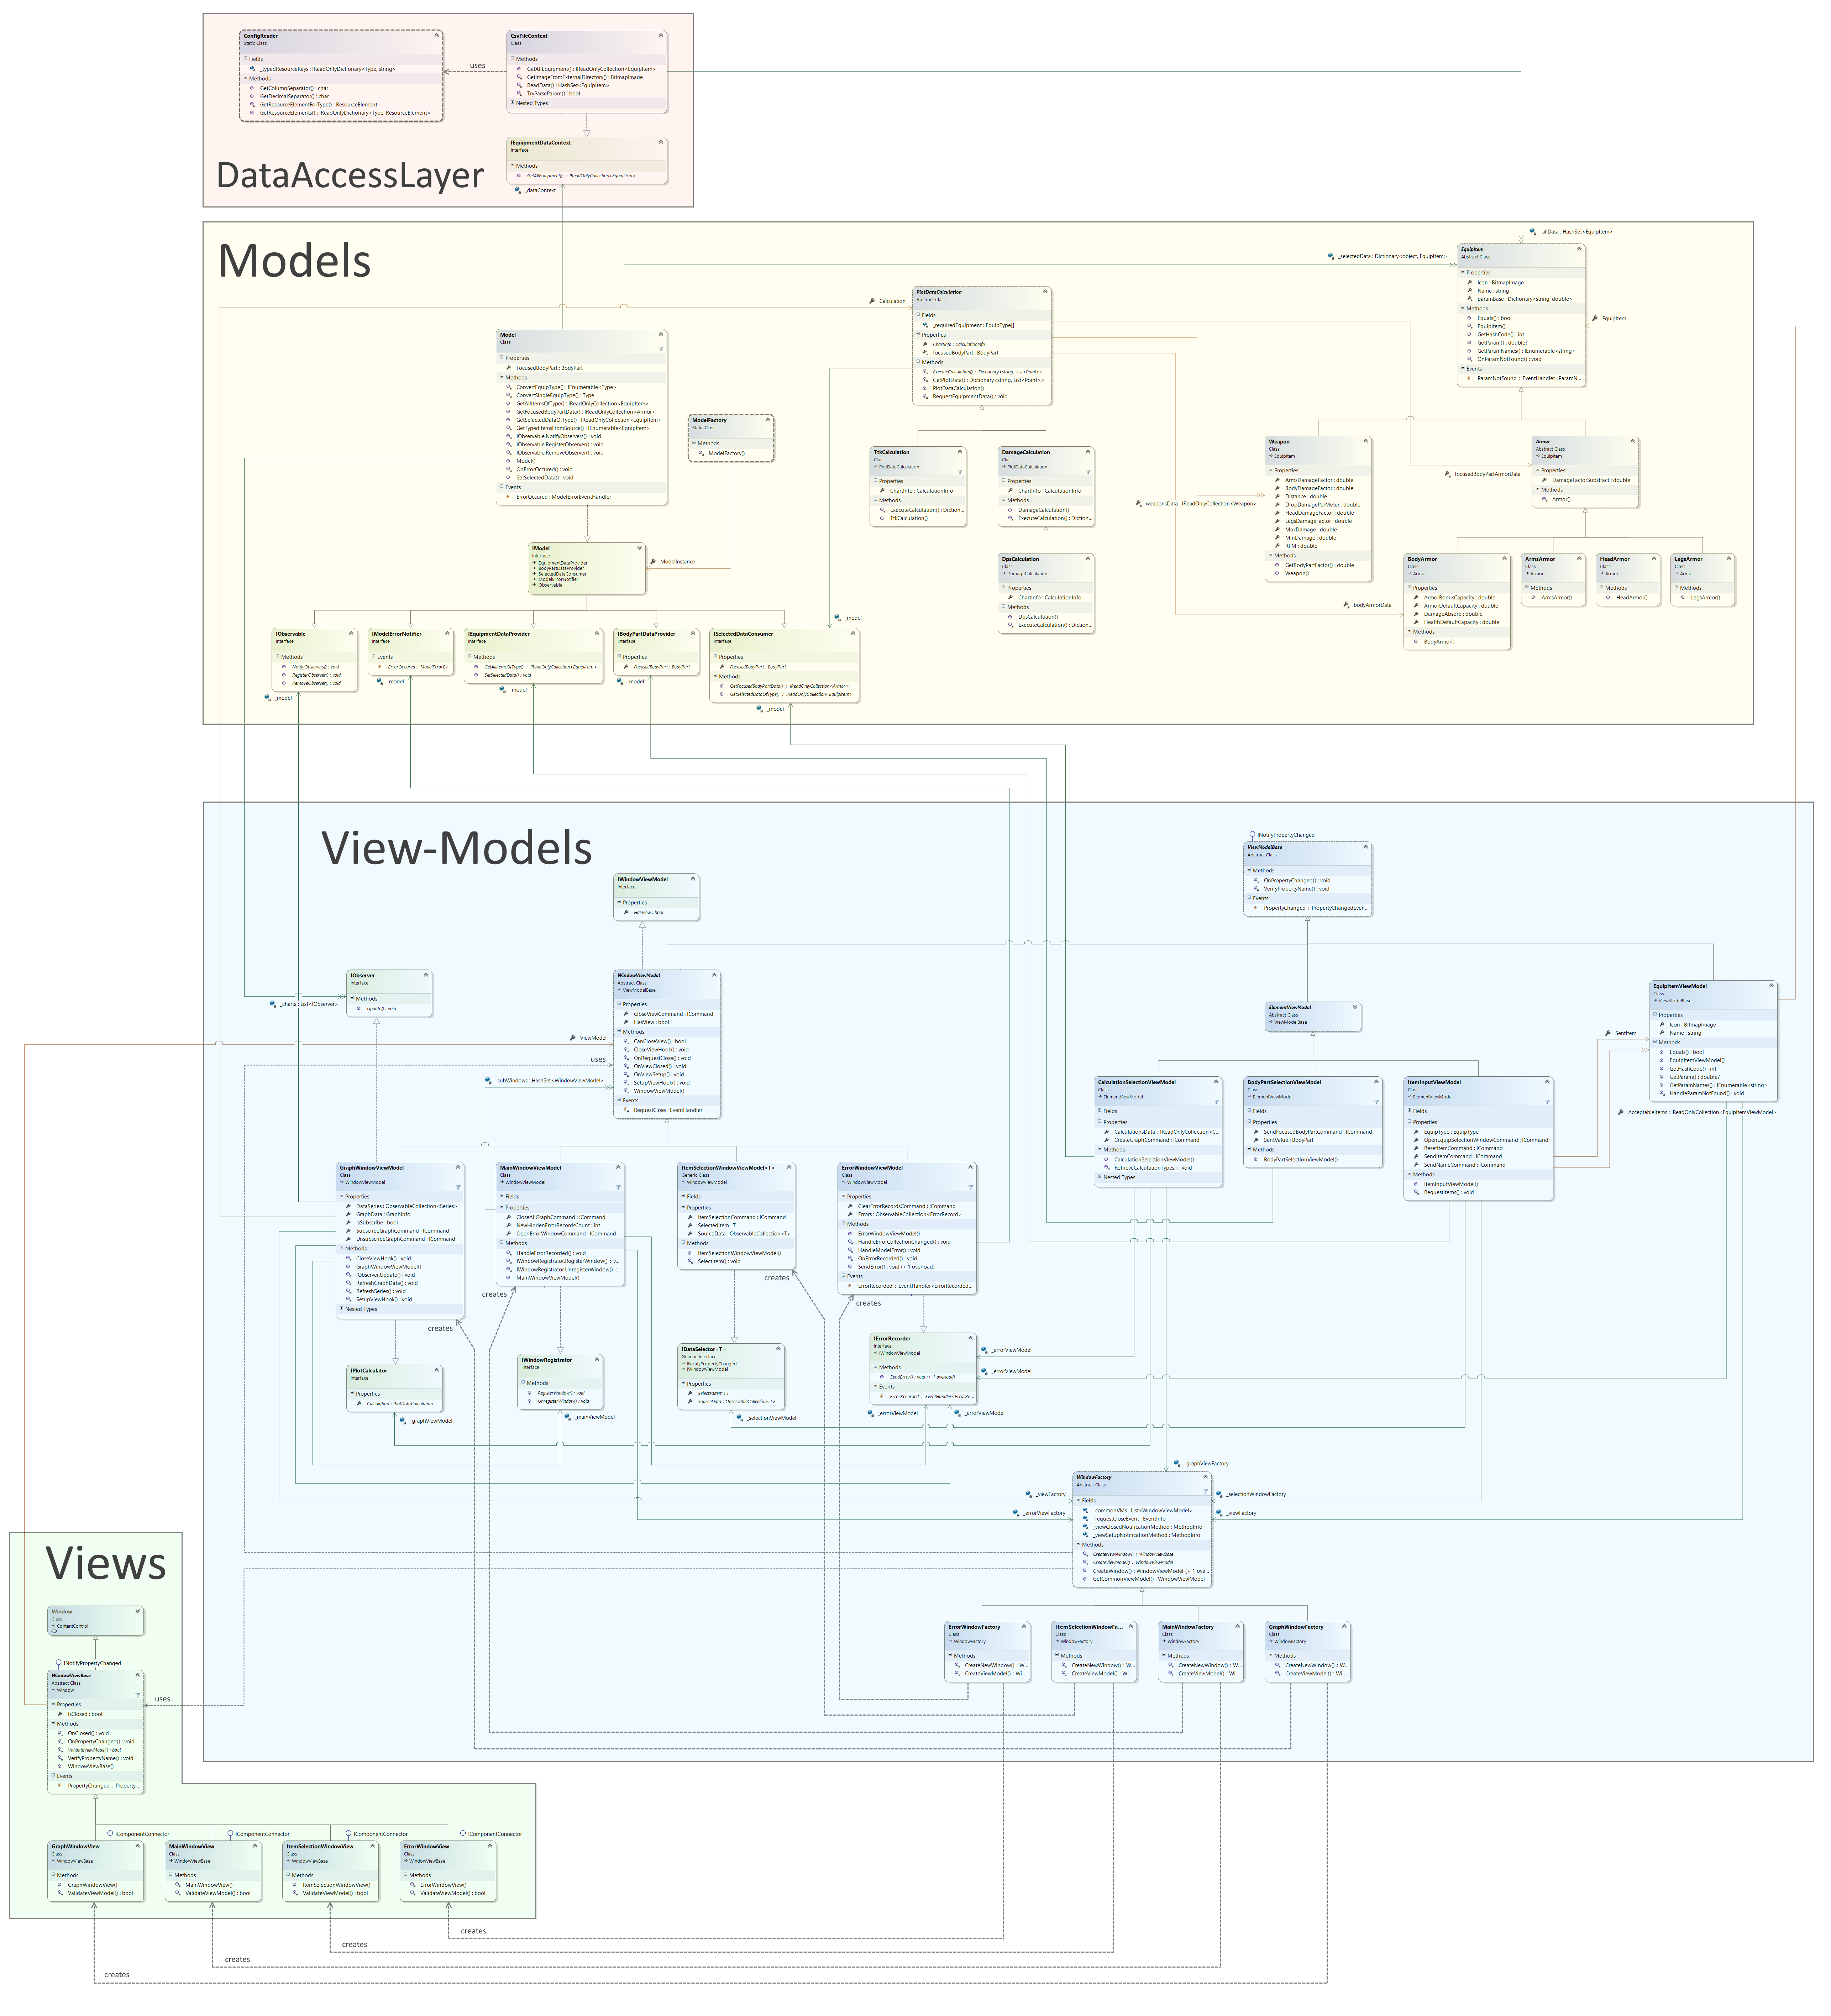 ConfigReader
Static Class
Fields
_typedResourceKeys : IReadOnlyDictionary<Type, string>
Methods
GetColumnSeparator() : char
GetDecimalSeparator() : char
GetResourceElementForType() : ResourceElement
GetResourceElements() : IReadOnlyDictionary<Type, ResourceElement>
uses
CsvFileContext
Class
Methods
GetAllEquipment() : IReadOnlyCollection<EquipItem>
GetImageFromExternalDirectory() : BitmapImage
ReadData() : HashSet<EquipItem>
TryParseParam() : bool
Nested Types
IEquipmentDataContext
Interface
Methods
GetAllEquipment() : IReadOnlyCollection<EquipItem>
_dataContext
DataAccessLayer
Models
_allData : HashSet<EquipItem>
_selectedData : Dictionary<object, EquipItem>
EquipItem
Abstract Class
Properties
Icon : BitmapImage
Name : string
paramBase : Dictionary<string, double>
Methods
Equals() : bool
EquipItem()
GetHashCode() : int
GetParam() : double?
GetParamNames() : IEnumerable<string>
OnParamNotFound() : void
Events
ParamNotFound : EventHandler<ParamN...
EquipItem
Calculation
PlotDataCalculation
Abstract Class
Fields
_requiredEquipment : EquipType[]
Properties
ChartInfo : CalculationInfo
focusedBodyPart : BodyPart
Methods
ExecuteCalculation() : Dictionary<string, List<Point>>
GetPlotData() : Dictionary<string, List<Point>>
PlotDataCalculation()
RequestEquipmentData() : void
Model
Class
Properties
FocusedBodyPart : BodyPart
Methods
ConvertEquipType() : IEnumerable<Type>
ConvertSingleEquipType() : Type
GetAllItemsOfType() : IReadOnlyCollection<EquipItem>
GetFocusedBodyPartData() : IReadOnlyCollection<Armor>
GetSelectedDataOfType() : IReadOnlyCollection<EquipItem>
GetTypedItemsFromSource() : IEnumerable<EquipItem>
IObservable.NotifyObservers() : void
IObservable.RegisterObserver() : void
IObservable.RemoveObserver() : void
Model()
OnErrorOccured() : void
SetSelectedData() : void
Events
ErrorOccured : ModelErrorEventHandler
ModelFactory
Static Class
Methods
ModelFactory()
ModelInstance
IModel
Interface
IEquipmentDataProvider
IBodyPartDataProvider
ISelectedDataConsumer
IModelErrorNotifier
IObservable
TtkCalculation
Class
PlotDataCalculation
Properties
ChartInfo : CalculationInfo
Methods
ExecuteCalculation() : Diction...
TtkCalculation()
DamageCalculation
Class
PlotDataCalculation
Properties
ChartInfo : CalculationInfo
Methods
DamageCalculation()
ExecuteCalculation() : Diction...
DpsCalculation
Class
DamageCalculation
Properties
ChartInfo : CalculationInfo
Methods
DpsCalculation()
ExecuteCalculation() : Diction...
weaponsData : IReadOnlyCollection<Weapon>
Weapon
Class
EquipItem
Properties
ArmsDamageFactor : double
BodyDamageFactor : double
Distance : double
DropDamagePerMeter : double
HeadDamageFactor : double
LegsDamageFactor : double
MaxDamage : double
MinDamage : double
RPM : double
Methods
GetBodyPartFactor() : double
Weapon()
focusedBodyPartArmorData
Armor
Abstract Class
EquipItem
Properties
DamageFactorSubstract : double
Methods
Armor()
bodyArmorData
BodyArmor
Class
Armor
Properties
ArmorBonusCapacity : double
ArmorDefaultCapacity : double
DamageAbsorb : double
HealthDefaultCapacity : double
Methods
BodyArmor()
ArmsArmor
Class
Armor
Methods
ArmsArmor()
HeadArmor
Class
Armor
Methods
HeadArmor()
LegsArmor
Class
Armor
Methods
LegsArmor()
IObservable
Interface
Methods
NotifyObservers() : void
RegisterObserver() : void
RemoveObserver() : void
_model
IModelErrorNotifier
Interface
Events
ErrorOccured : ModelErrorEv...
_model
IEquipmentDataProvider
Interface
Methods
GetAllItemsOfType() : IReadOnlyCollection<EquipItem>
SetSelectedData() : void
_model
IBodyPartDataProvider
Interface
Properties
FocusedBodyPart : BodyPart
_model
_model
ISelectedDataConsumer
Interface
Properties
FocusedBodyPart : BodyPart
Methods
GetFocusedBodyPartData() : IReadOnlyCollection<Armor>
GetSelectedDataOfType() : IReadOnlyCollection<EquipItem>
_model
View-Models
INotifyPropertyChanged
ViewModelBase
Abstract Class
Methods
OnPropertyChanged() : void
VerifyPropertyName() : void
Events
PropertyChanged : PropertyChangedEven...
IWindowViewModel
Interface
Properties
HasView : bool
IObserver
Interface
Methods
Update() : void
_charts : List<IObserver>
ViewModel
uses
_subWindows : HashSet<WindowViewModel>
WindowViewModel
Abstract Class
ViewModelBase
Properties
CloseViewCommand : ICommand
HasView : bool
Methods
CanCloseView() : bool
CloseViewHook() : void
OnRequestClose() : void
OnViewClosed() : void
OnViewSetup() : void
SetupViewHook() : void
WindowViewModel()
Events
RequestClose : EventHandler
ElementViewModel
Abstract Class
ViewModelBase
EquipItemViewModel
Class
ViewModelBase
Properties
Icon : BitmapImage
Name : string
Methods
Equals() : bool
EquipItemViewModel()
GetHashCode() : int
GetParam() : double?
GetParamNames() : IEnumerable<string>
HandleParamNotFound() : void
SentItem
AcceptableItems : IReadOnlyCollection<EquipItemViewModel>
CalculationSelectionViewModel
Class
ElementViewModel
Fields
Properties
CalculationsData : IReadOnlyCollection<C...
CreateGraphCommand : ICommand
Methods
CalculationSelectionViewModel()
RetrieveCalculationTypes() : void
Nested Types
BodyPartSelectionViewModel
Class
ElementViewModel
Fields
Properties
SendFocusedBodyPartCommand : ICommand
SentValue : BodyPart
Methods
BodyPartSelectionViewModel()
ItemInputViewModel
Class
ElementViewModel
Fields
Properties
EquipType : EquipType
OpenEquipSelectionWindowCommand : ICommand
ResetItemCommand : ICommand
SendItemCommand : ICommand
SendNameCommand : ICommand
Methods
ItemInputViewModel()
RequestItems() : void
GraphWindowViewModel
Class
WindowViewModel
Properties
DataSeries : ObservableCollection<Series>
GraphData : GraphInfo
IsSubscribe : bool
SubscribeGraphCommand : ICommand
UnsubscribeGraphCommand : ICommand
Methods
CloseViewHook() : void
GraphWindowViewModel()
IObserver.Update() : void
RefreshGraphData() : void
RefreshSeries() : void
SetupViewHook() : void
Nested Types
creates
MainWindowViewModel
Class
WindowViewModel
Fields
Properties
CloseAllGraphCommand : ICommand
NewHiddenErrorRecordsCount : int
OpenErrorWindowCommand : ICommand
Methods
HandleErrorRecorded() : void
IWindowRegistrator.RegisterWindow() : v...
IWindowRegistrator.UnregisterWindow() : ...
MainWindowViewModel()
creates
ItemSelectionWindowViewModel<T>
Generic Class
WindowViewModel
Fields
Properties
ItemSelectionCommand : ICommand
SelectedItem : T
SourceData : ObservableCollection<T>
Methods
ItemSelectionWindowViewModel()
SelectItem() : void
creates
ErrorWindowViewModel
Class
WindowViewModel
Properties
ClearErrorRecordsCommand : ICommand
Errors : ObservableCollection<ErrorRecord>
Methods
ErrorWindowViewModel()
HandleErrorCollectionChanged() : void
HandleModelError() : void
OnErrorRecorded() : void
SendError() : void (+ 1 overload)
Events
ErrorRecorded : EventHandler<ErrorRecorded...
creates
IPlotCalculator
Interface
Properties
Calculation : PlotDataCalculation
_graphViewModel
IWindowRegistrator
Interface
Methods
RegisterWindow() : void
UnregisterWindow() : void
_mainViewModel
IDataSelector<T>
Generic Interface
INotifyPropertyChanged
IWindowViewModel
Properties
SelectedItem : T
SourceData : ObservableCollection<T>
_selectionViewModel
IErrorRecorder
Interface
IWindowViewModel
Methods
SendError() : void (+ 1 overload)
Events
ErrorRecorded : EventHandler<ErrorRe...
_errorViewModel
_errorViewModel
_errorViewModel
_errorViewModel
_graphViewFactory
_viewFactory
_errorViewFactory
_selectionWindowFactory
_viewFactory
WindowFactory
Abstract Class
Fields
_commonVMs : List<WindowViewModel>
_requestCloseEvent : EventInfo
_viewClosedNotificationMethod : MethodInfo
_viewSetupNotificationMethod : MethodInfo
Methods
CreateNewWindow() : WindowViewBase
CreateViewModel() : WindowViewModel
CreateWindow() : WindowViewModel (+ 1 ove...
GetCommonViewModel() : WindowViewModel
ErrorWindowFactory
Class
WindowFactory
Methods
CreateNewWindow() : W...
CreateViewModel() : Wi...
ItemSelectionWindowFa...
Class
WindowFactory
Methods
CreateNewWindow() : W...
CreateViewModel() : Wi...
MainWindowFactory
Class
WindowFactory
Methods
CreateNewWindow() : W...
CreateViewModel() : Wi...
GraphWindowFactory
Class
WindowFactory
Methods
CreateNewWindow() : W...
CreateViewModel() : Wi...
Views
Window
Class
ContentControl
INotifyPropertyChanged
WindowViewBase
Abstract Class
Window
Properties
IsClosed : bool
Methods
OnClosed() : void
OnPropertyChanged() : void
ValidateViewModel() : bool
VerifyPropertyName() : void
WindowViewBase()
Events
PropertyChanged : Property...
uses
IComponentConnector
GraphWindowView
Class
WindowViewBase
Methods
GraphWindowView()
ValidateViewModel() : bool
IComponentConnector
MainWindowView
Class
WindowViewBase
Methods
MainWindowView()
ValidateViewModel() : bool
IComponentConnector
ItemSelectionWindowView
Class
WindowViewBase
Methods
ItemSelectionWindowView()
ValidateViewModel() : bool
IComponentConnector
ErrorWindowView
Class
WindowViewBase
Methods
ErrorWindowView()
ValidateViewModel() : bool
creates
creates
creates
creates